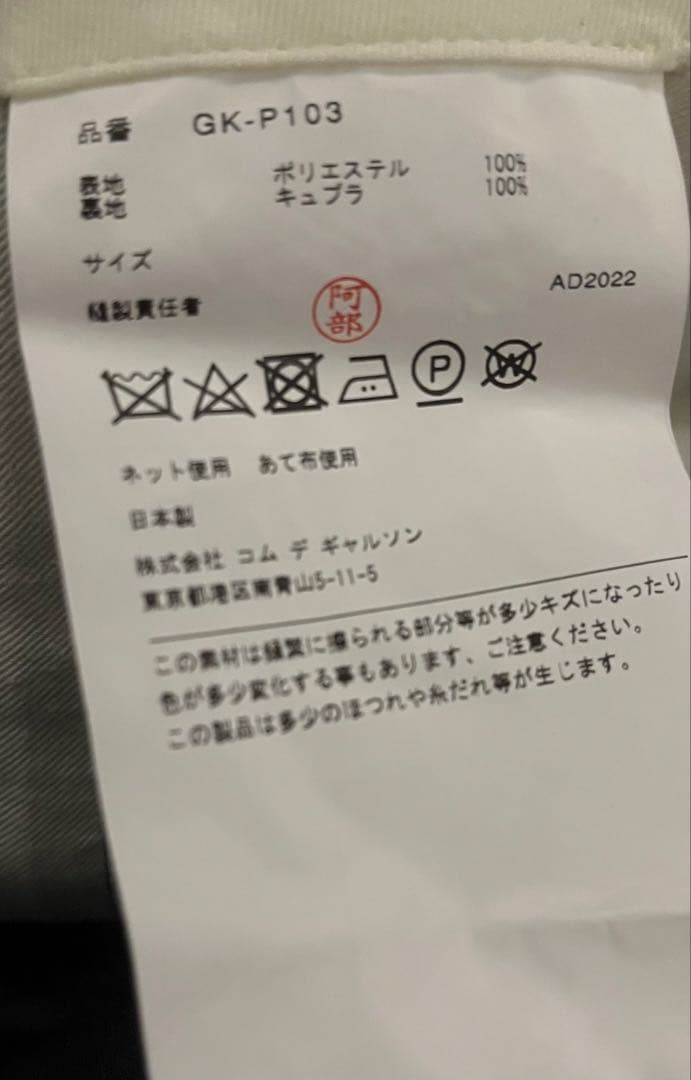 品番 GK-P103
表地 ポリエステル 100%
裏地 キュプラ 100%
サイズ
AD2022
縫製責任者 阿部
P W
ネット使用 あて布使用
日本製
株式会社 コム デ ギャルソン
東京都港区南青山5-11-5
この素材は頻繁に擦られる部分等が多少キズになったり
色が多少変化する事もあります、ご注意ください。
この製品は多少のほつれや糸だれ等が生じます。